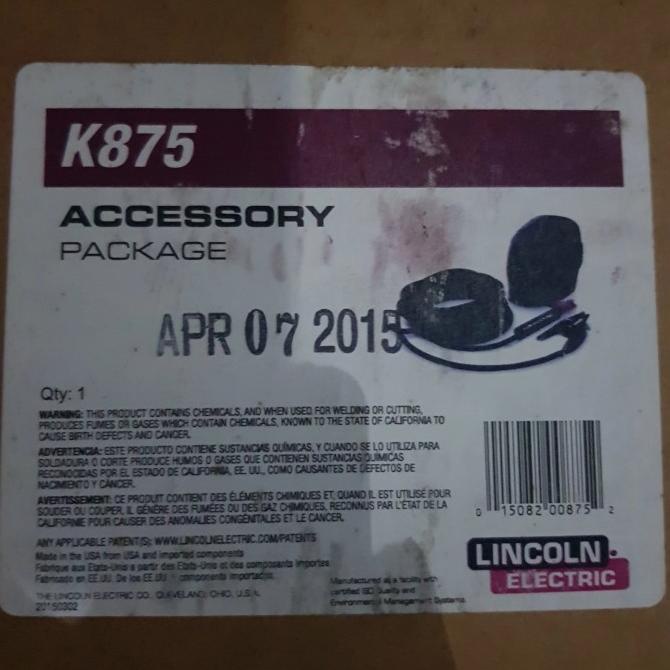 K875
ACCESSORY
PACKAGE
APR 07 2015
Qty: 1
WARNING: THIS PRODUCT CONTAINS CHEMICALS, AND WHEN USED FOR WELDING OR CUTTING,
PRODUCES FUMES OR GASES WHICH CONTAIN CHEMICALS, KNOWN TO THE STATE OF CALIFORNIA TO
CAUSE BIRTH DEFECTS AND CANCER.
ADVERTENCIA: ESTE PRODUCTO CONTIENE SUSTANCIAS QUÍMICAS, Y CUANDO SE LO UTILIZA PARA
SOLDADURA O CORTE PRODUCE HUMOS O GASES QUE CONTIENEN SUSTANCIAS QUÍMICAS
RECONOCIDAS POR EL ESTADO DE CALIFORNIA, EE. UU., COMO CAUSANTES DE DEFECTOS DE
NACIMIENTO Y CÁNCER.
AVERTISSEMENT: CE PRODUIT CONTIENT DES ÉLÉMENTS CHIMIQUES ET, QUAND IL EST UTILISÉ POUR
SOUDER OU COUPER, IL GÉNÈRE DES FUMÉES OU DES GAZ CHIMIQUES, RECONNUS PAR L'ÉTAT DE LA
CALIFORNIE POUR CAUSER DES ANOMALIES CONGÉNITALES ET LE CANCER.
0 15082 00875 2
ANY APPLICABLE PATENT(S): WWW.LINCOLNELECTRIC.COM/PATENTS
Made in the USA from USA and imported components
Fabrique aux Etats-Unis a partir des Etats-Unis et des composants importes
Fabricado en EE.UU. De los EE.UU. Y componentes importados
THE LINCOLN ELECTRIC CO., CLEVELAND, OHIO, U.S.A.
20150302
Manufactured at a facility with
certified ISO Quality and
Environmental Management Systems.
LINCOLN
ELECTRIC